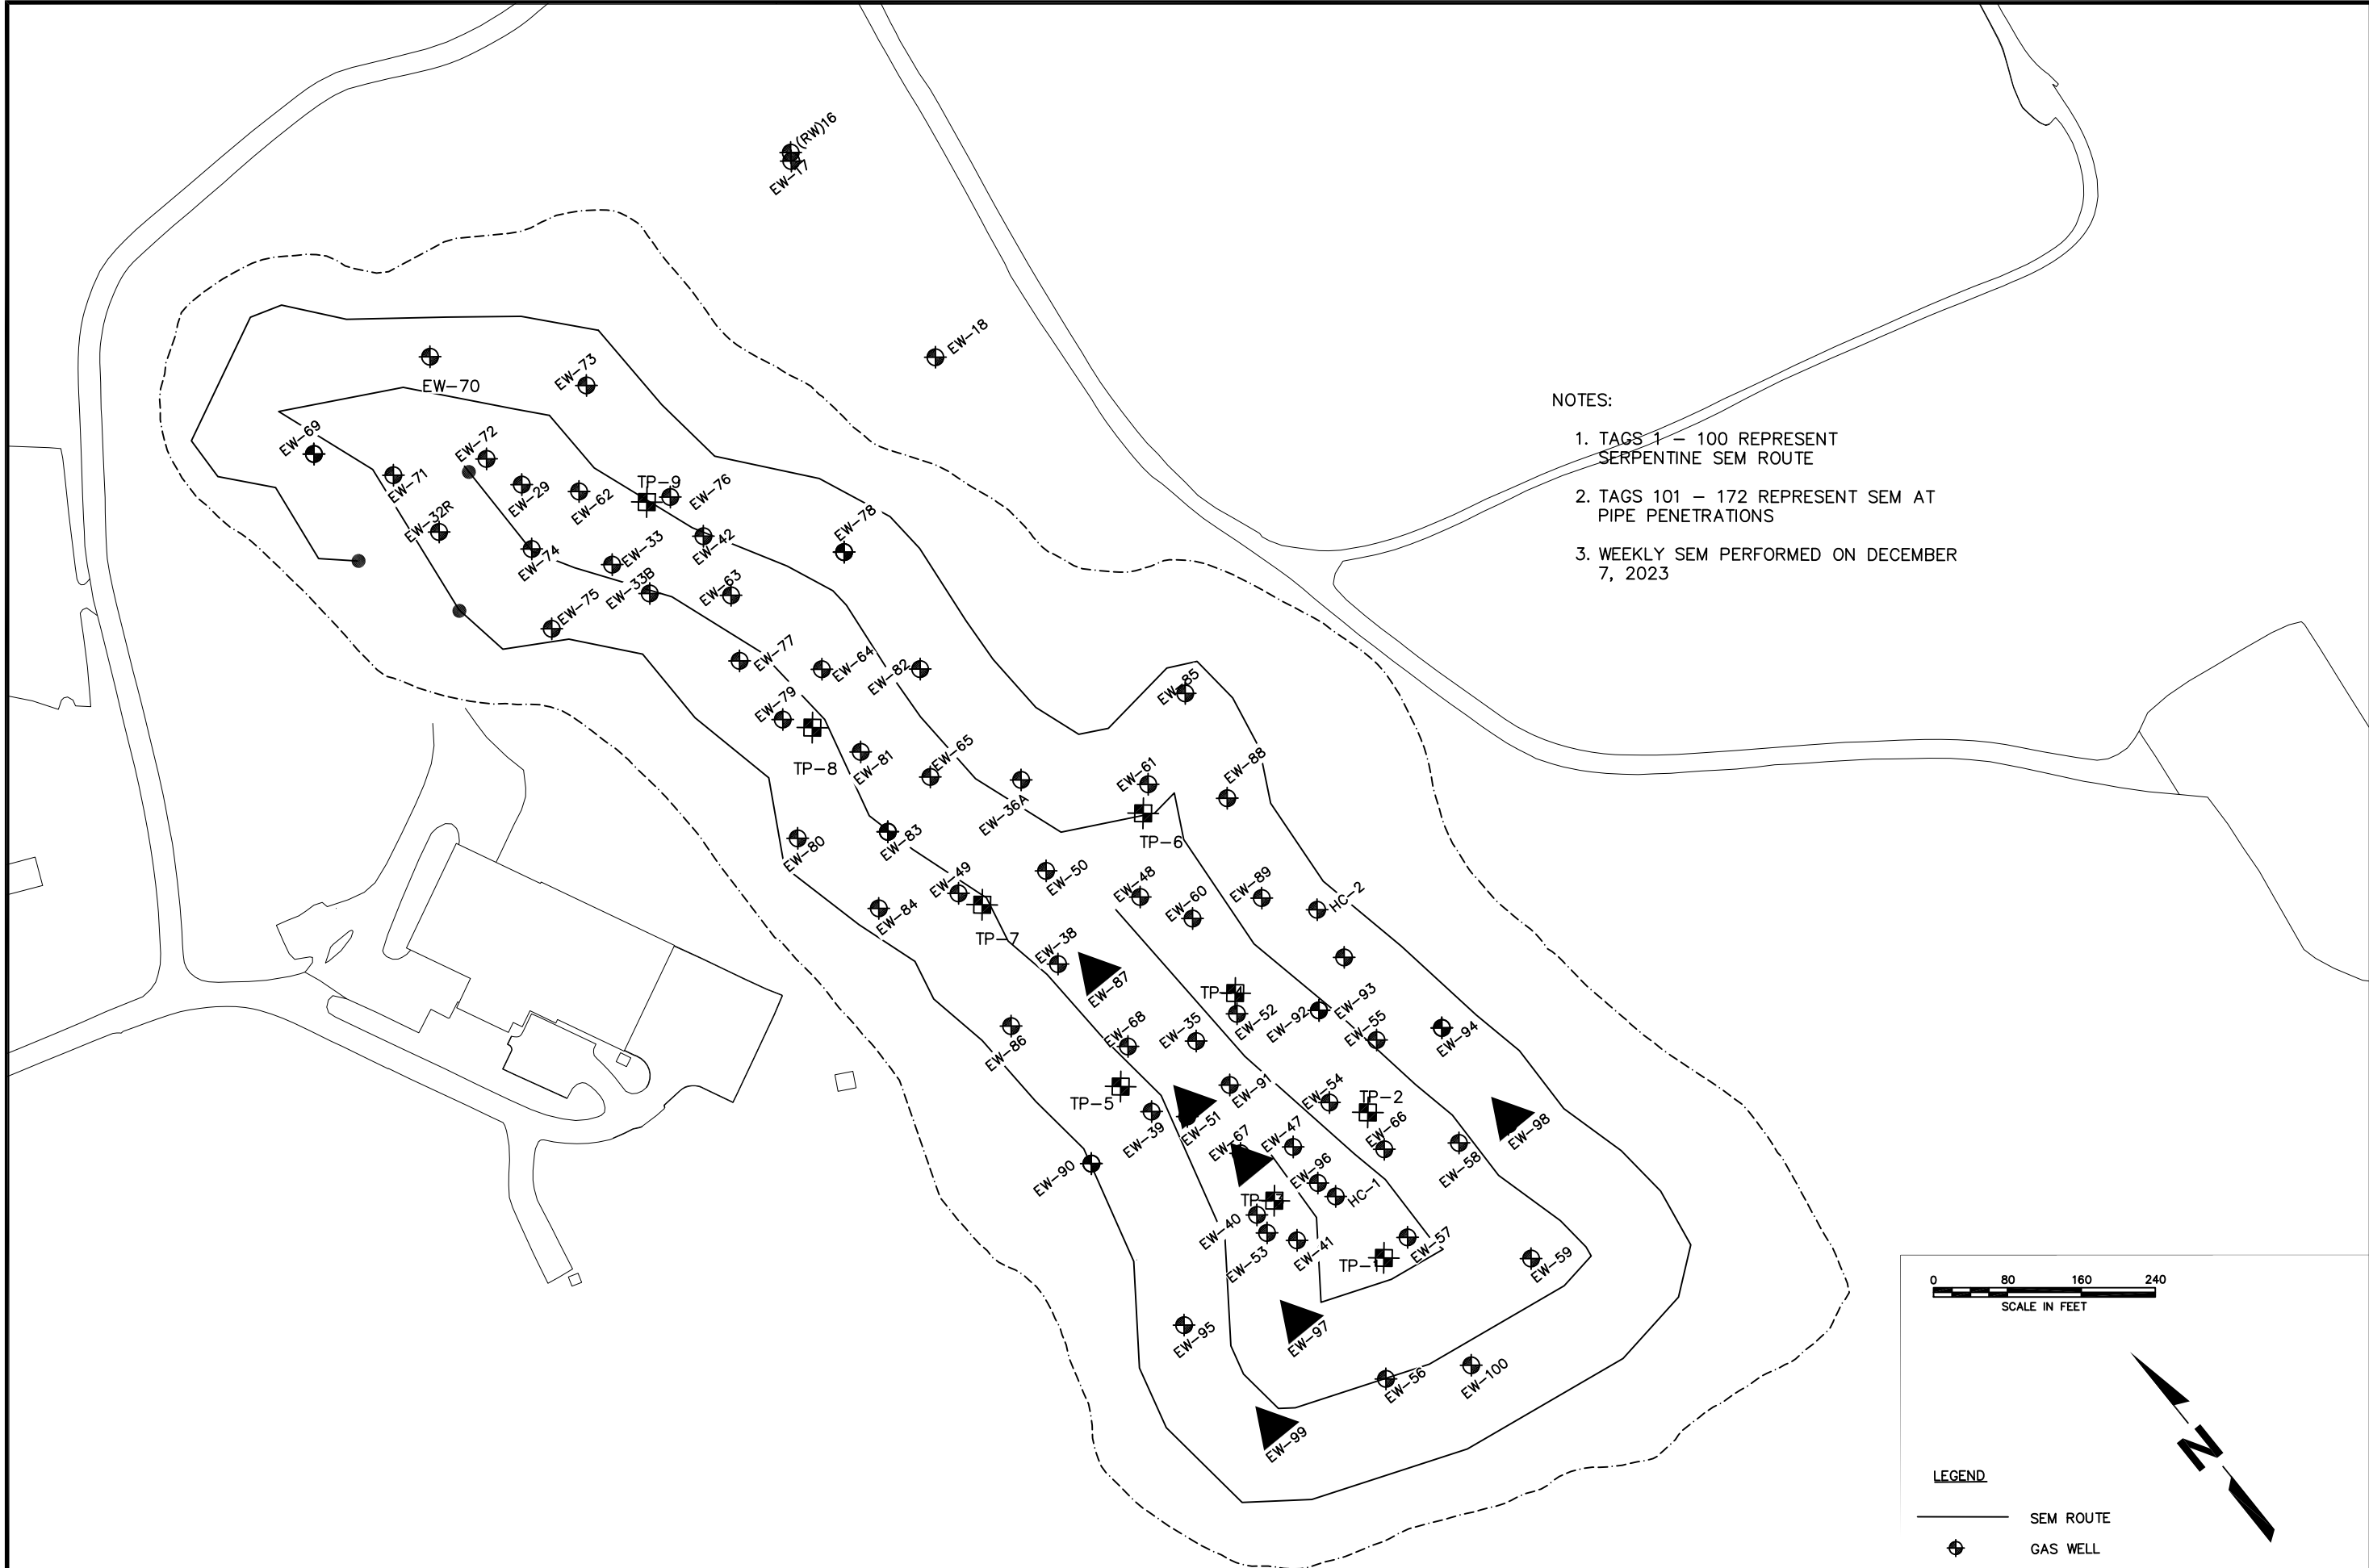 (RW)16
EW-17
EW-18
EW-73
EW-70
NOTES:
1. TAGS 1 - 100 REPRESENT
SERPENTINE SEM ROUTE
2. TAGS 101 - 172 REPRESENT SEM AT
PIPE PENETRATIONS
3. WEEKLY SEM PERFORMED ON DECEMBER
7, 2023
EW-69
EW-72
EW-71
EW-29
EW-62
TP-9
EW-76
EW-32R
EW-74
EW-33
EW-42
EW-78
EW-33B
EW-63
EW-75
EW-77
EW-64
EW-82
EW-85
EW-79
TP-8
EW-81
EW-65
EW-36A
EW-61
EW-88
EW-80
EW-83
TP-6
EW-49
EW-50
EW-48
EW-60
EW-89
HC-2
EW-84
TP-7
EW-38
EW-87
TP-4
EW-52
EW-92
EW-93
EW-55
EW-94
EW-86
EW-68
EW-35
EW-91
EW-54
TP-2
EW-66
EW-98
TP-5
EW-39
EW-51
EW-67
EW-47
EW-96
EW-58
EW-90
TP-3
HC-1
EW-40
EW-53
EW-41
TP-1
EW-57
EW-59
EW-95
EW-97
EW-56
EW-100
EW-99
0 80 160 240
SCALE IN FEET
N
LEGEND
SEM ROUTE
GAS WELL